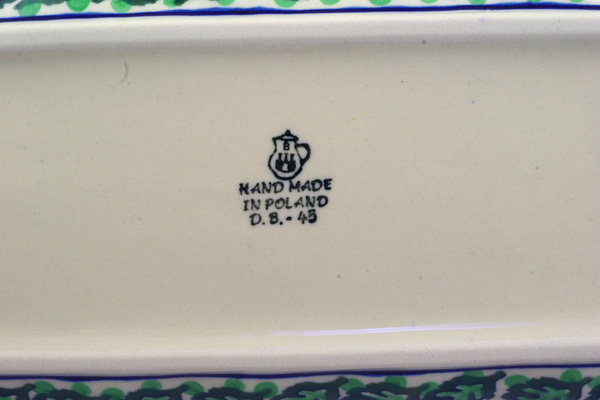 B
HAND MADE
IN POLAND
D.B.-45